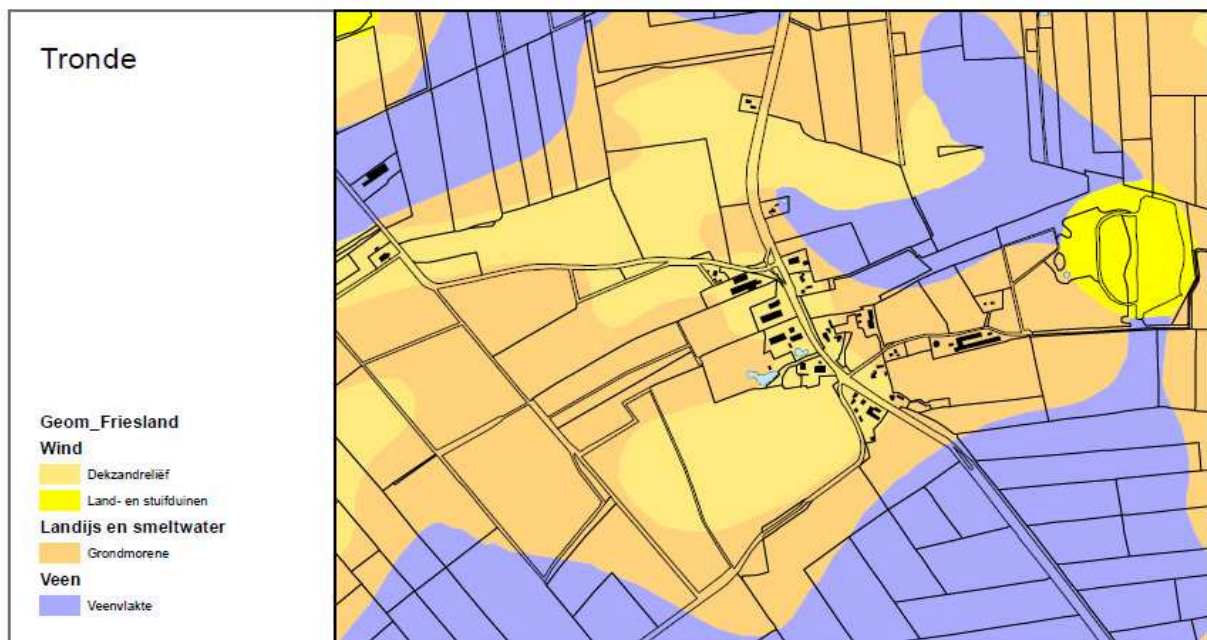 Tronde
Geom_Friesland
Wind
Dekzandreliëf
Land- en stuifduinen
Landijs en smeltwater
Grondmorene
Veen
Veenvlakte